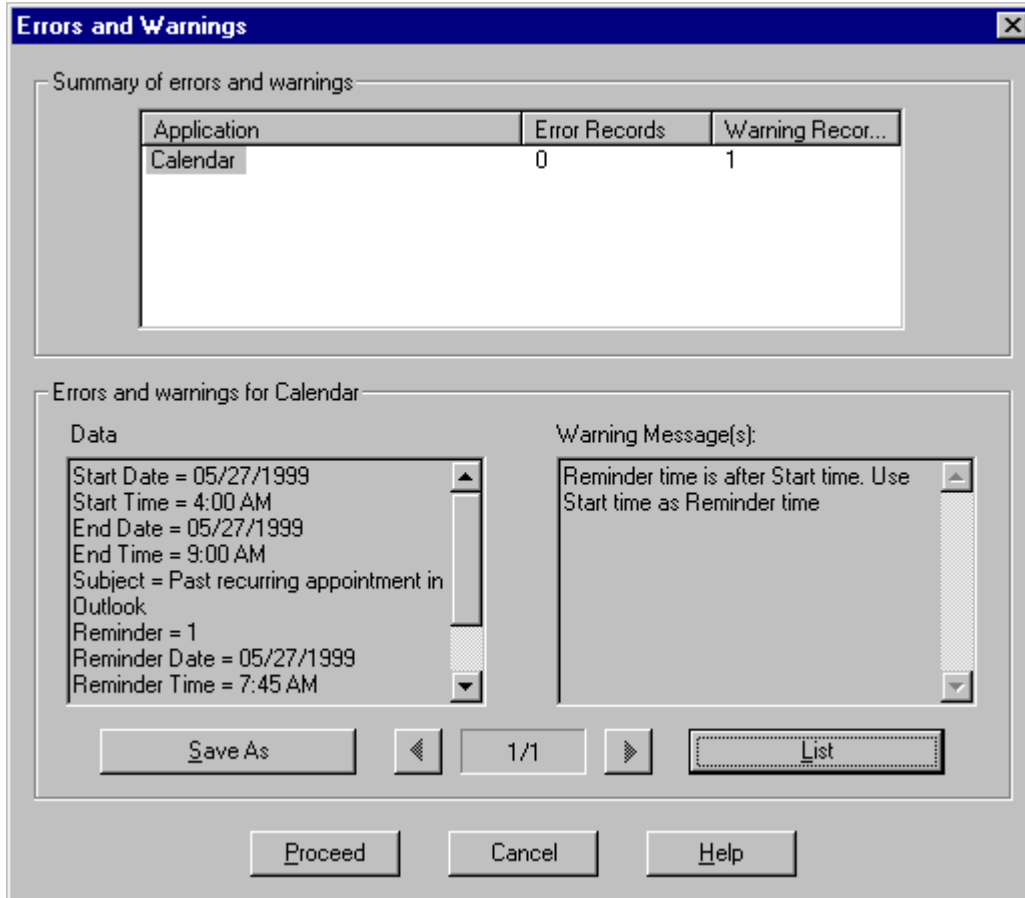 Errors and Warnings
Summary of errors and warnings
Application Error Records Warning Recor...
Calendar 0 1
Errors and warnings for Calendar
Data
Start Date = 05/27/1999
Start Time = 4:00 AM
End Date = 05/27/1999
End Time = 9:00 AM
Subject = Past recurring appointment in
Outlook
Reminder = 1
Reminder Date = 05/27/1999
Reminder Time = 7:45 AM
Warning Message(s):
Reminder time is after Start time. Use
Start time as Reminder time
Save As 1/1 List
Proceed Cancel Help